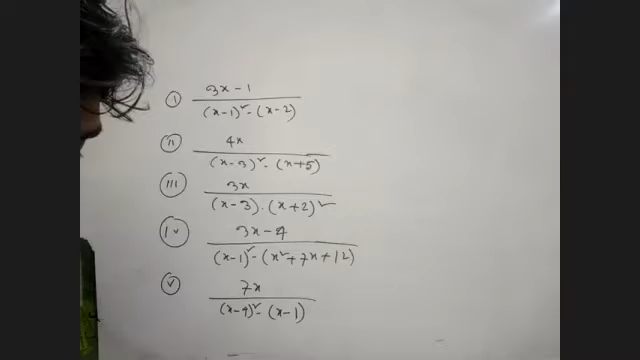 (i) 3x-1 / (x-1)² - (x-2)
(ii) 4x / (x-3)² - (x+5)
(iii) 3x / (x-3) . (x+2)²
(iv) 3x-4 / (x-1)² - (x²+7x+12)
(v) 7x / (x-4)² - (x-1)